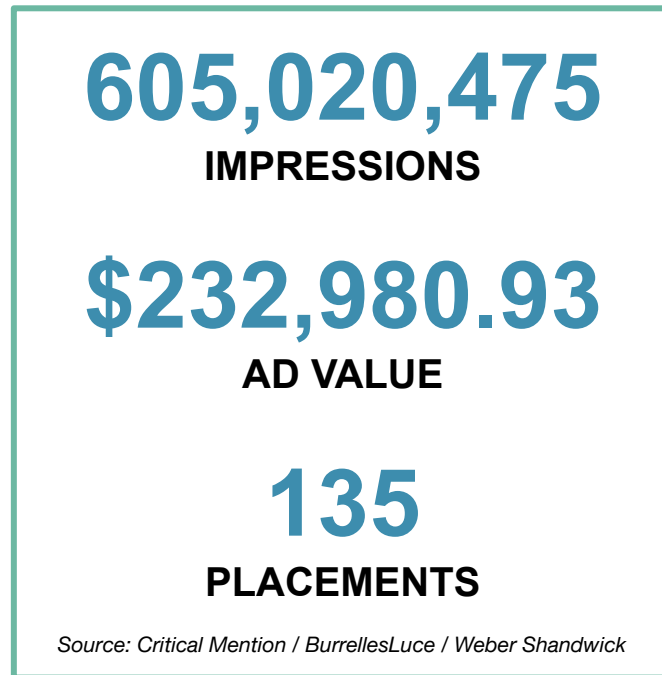 605,020,475
IMPRESSIONS
$232,980.93
AD VALUE
135
PLACEMENTS
Source: Critical Mention / BurrellesLuce / Weber Shandwick